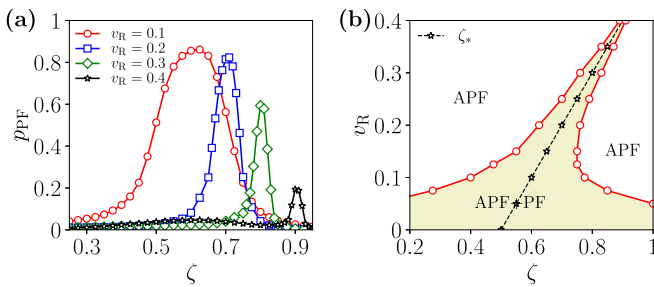 (a)
1
0.8
0.6
0.4
0.2
0
p_PF
v_R = 0.1
v_R = 0.2
v_R = 0.3
v_R = 0.4
0.3 0.5 0.7 0.9
ζ
(b)
0.4
0.3
0.2
0.1
0
v_R
ζ_*
APF
APF
APF+PF
0.2 0.4 0.6 0.8 1
ζ